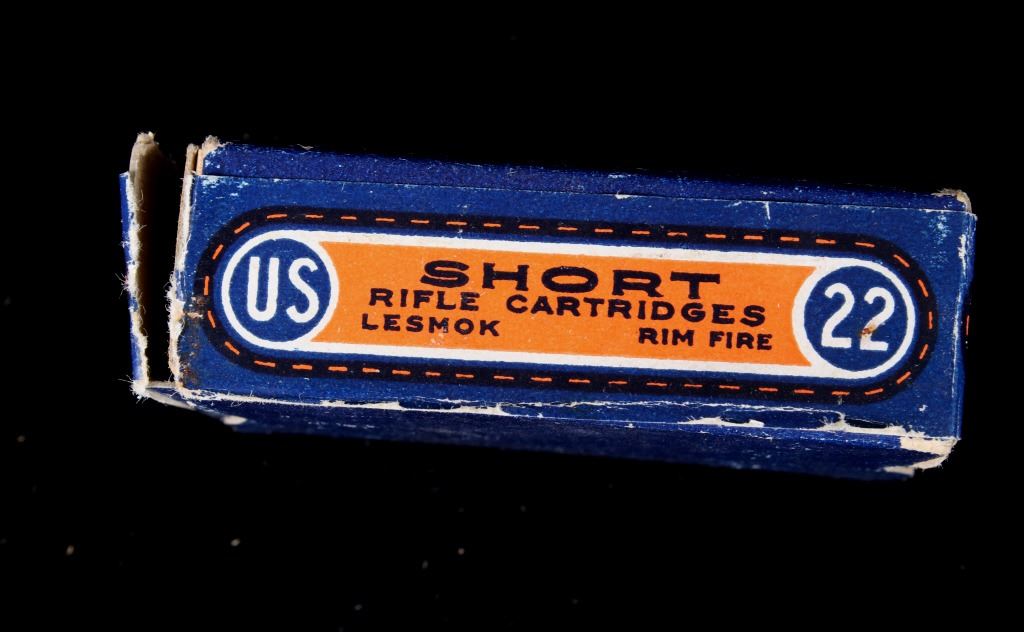 US
SHORT
RIFLE CARTRIDGES
LESMOK RIM FIRE
22